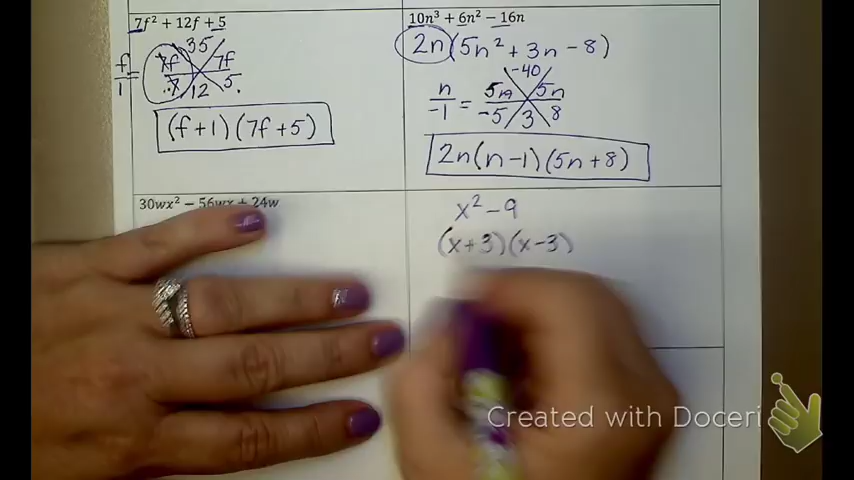 7f² + 12f + 5
35
7f 7f
f/1 =
7 5
12
(f+1)(7f+5)
10n³ + 6n² − 16n
2n(5n² + 3n − 8)
-40
5n 5n
n/-1 =
-5 3 8
2n(n−1)(5n+8)
30wx² − 56wx + 24w
x² − 9
(x+3)(x−3)
Created with Doceri